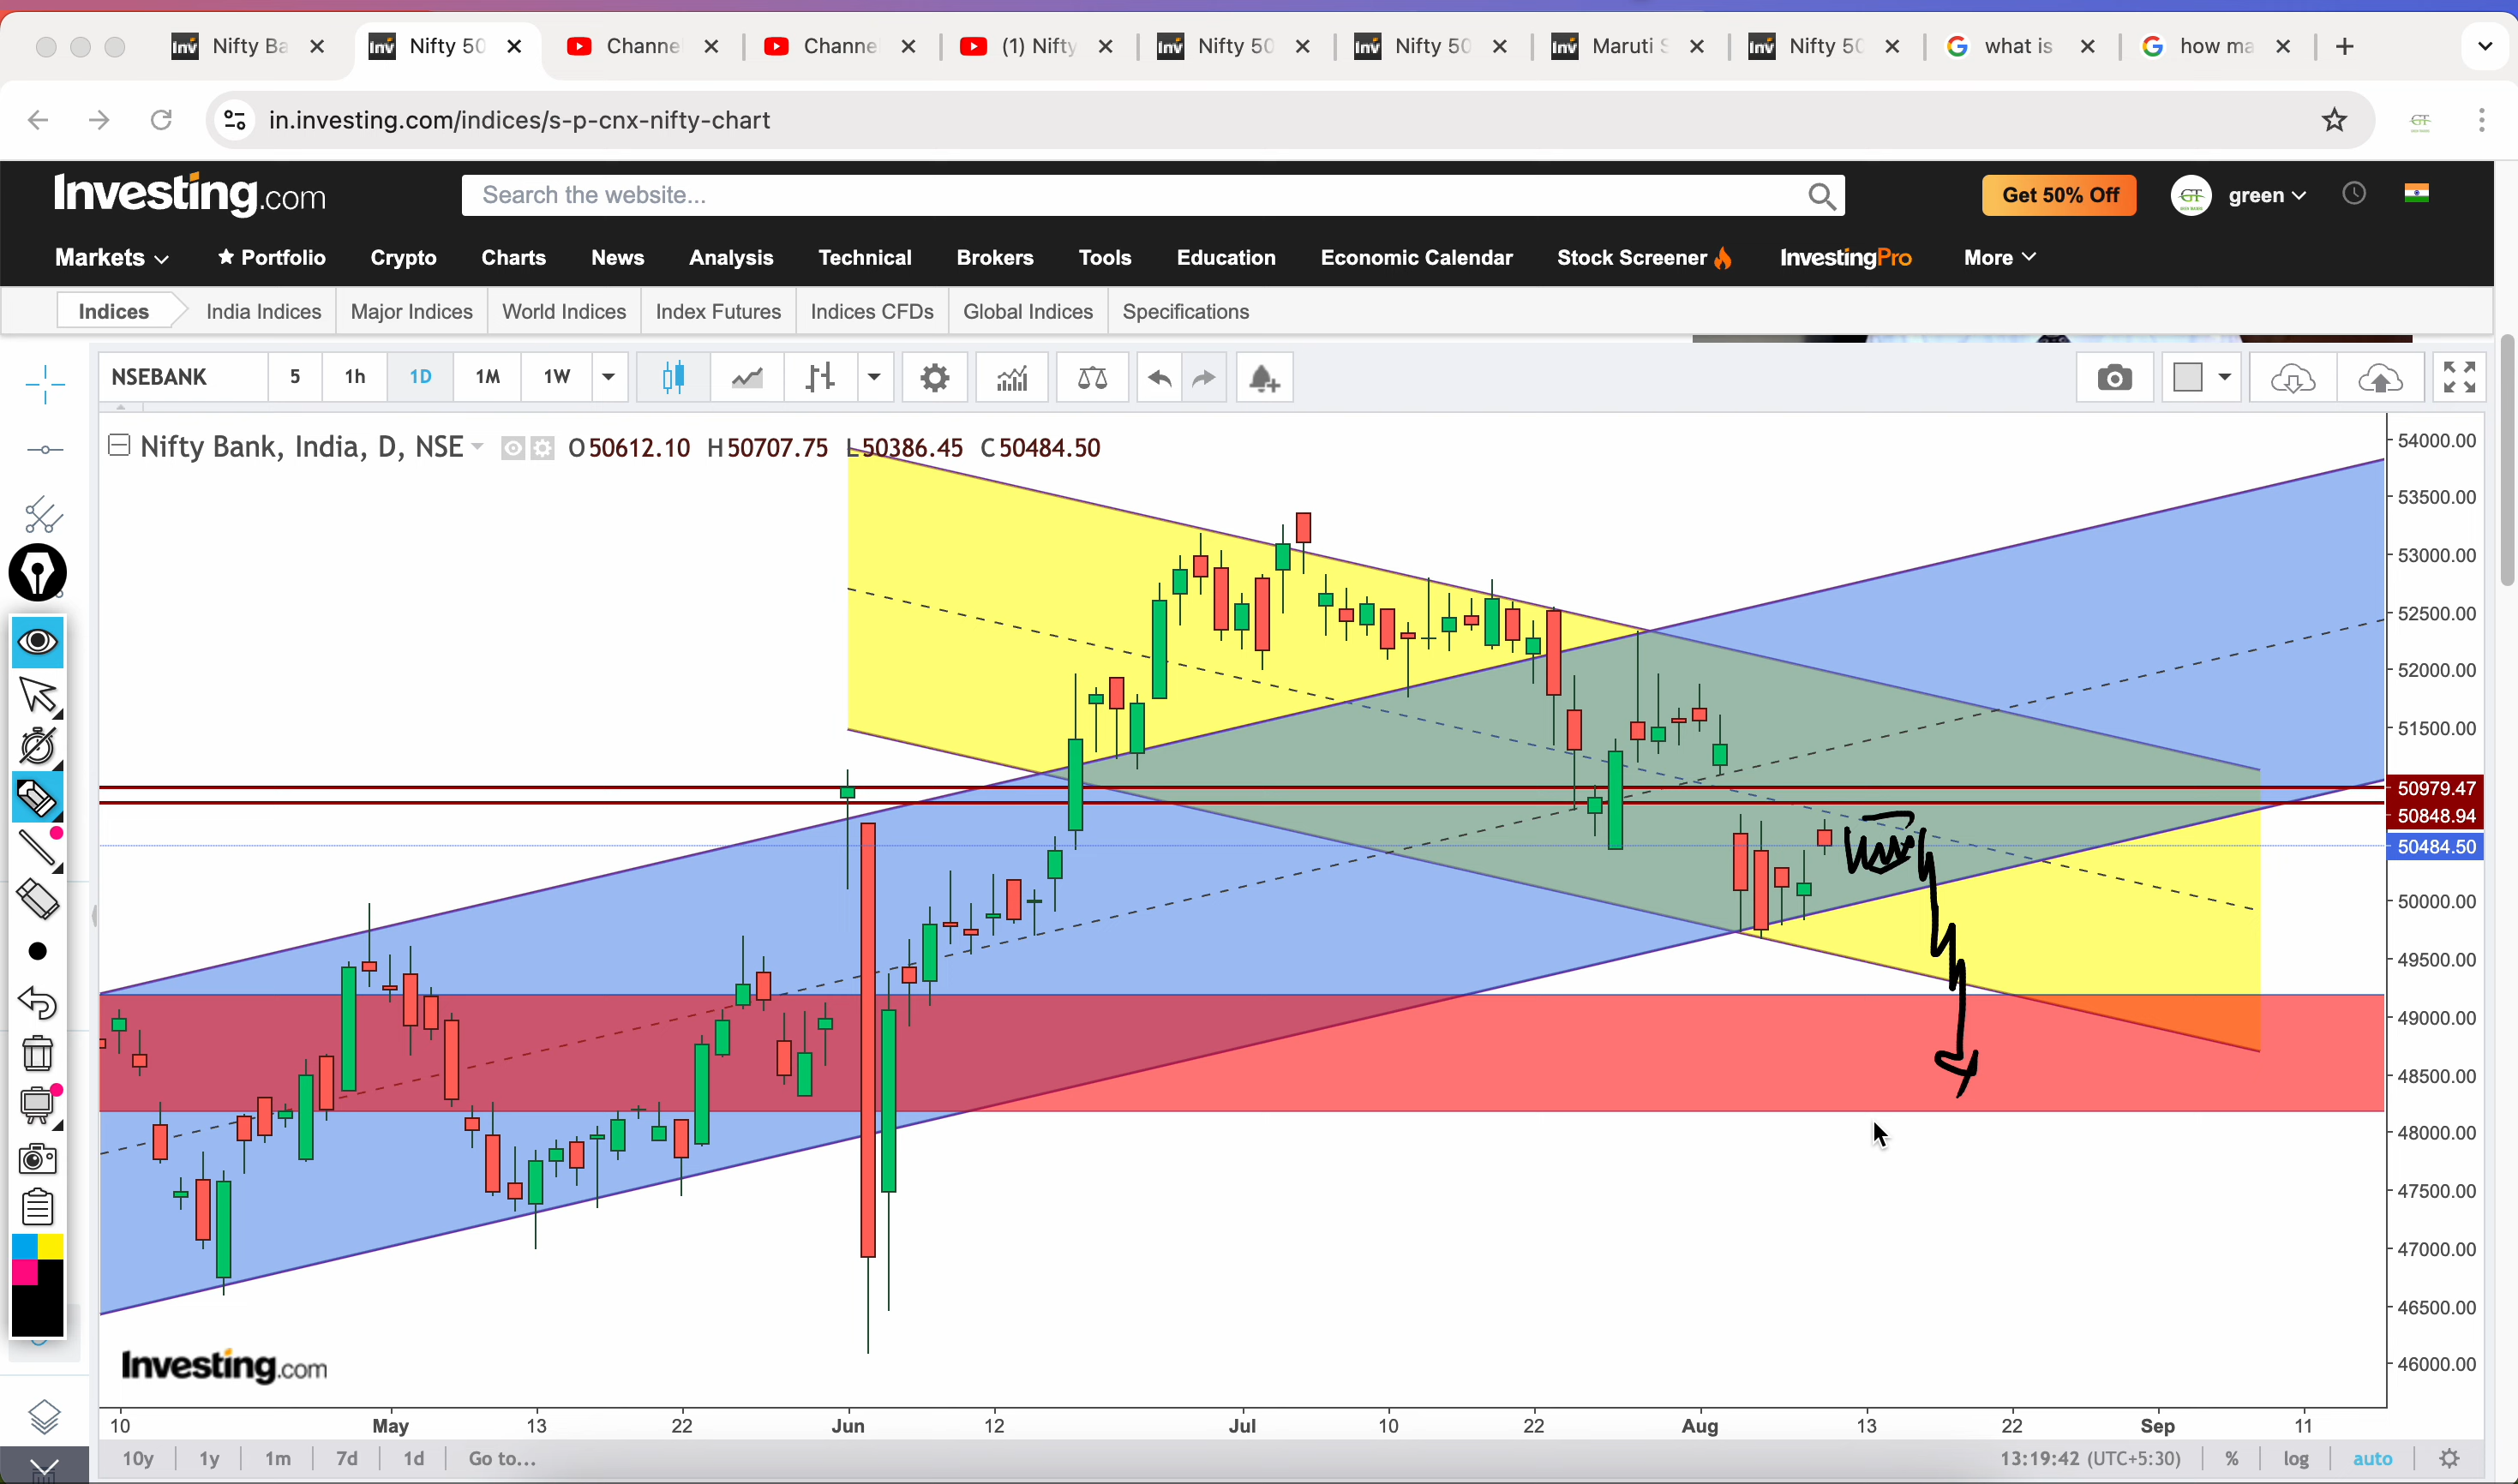 Nifty Ba
Nifty 50
Channe
Channe
(1) Nifty
Nifty 50
Nifty 50
Maruti S
Nifty 50
what is
how ma
in.investing.com/indices/s-p-cnx-nifty-chart
Investing.com
Search the website...
Get 50% Off
green
Markets
Portfolio
Crypto
Charts
News
Analysis
Technical
Brokers
Tools
Education
Economic Calendar
Stock Screener
InvestingPro
More
Indices
India Indices
Major Indices
World Indices
Index Futures
Indices CFDs
Global Indices
Specifications
NSEBANK
5
1h
1D
1M
1W
Nifty Bank, India, D, NSE
O 50612.10 H 50707.75 L 50386.45 C 50484.50
54000.00
53500.00
53000.00
52500.00
52000.00
51500.00
50979.47
50848.94
50484.50
50000.00
49500.00
49000.00
48500.00
48000.00
47500.00
47000.00
46500.00
46000.00
Investing.com
10 May 13 22 Jun 12 Jul 10 22 Aug 13 22 Sep 11
10y
1y
1m
7d
1d
Go to...
13:19:42 (UTC+5:30)
%
log
auto